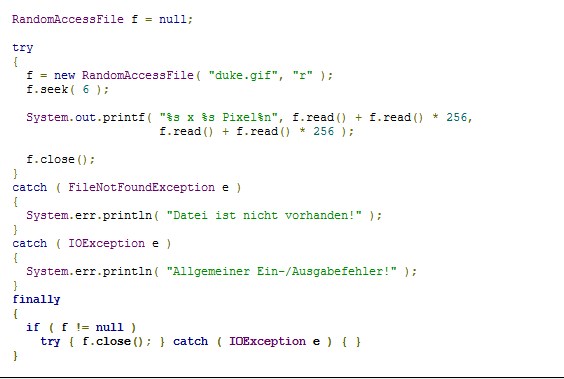 RandomAccessFile f = null;
try
{
f = new RandomAccessFile( "duke.gif", "r" );
f.seek( 6 );
System.out.printf( "%s x %s Pixel%n", f.read() + f.read() * 256,
f.read() + f.read() * 256 );
f.close();
}
catch ( FileNotFoundException e )
{
System.err.println( "Datei ist nicht vorhanden!" );
}
catch ( IOException e )
{
System.err.println( "Allgemeiner Ein-/Ausgabefehler!" );
}
finally
{
if ( f != null )
try { f.close(); } catch ( IOException e ) { }
}